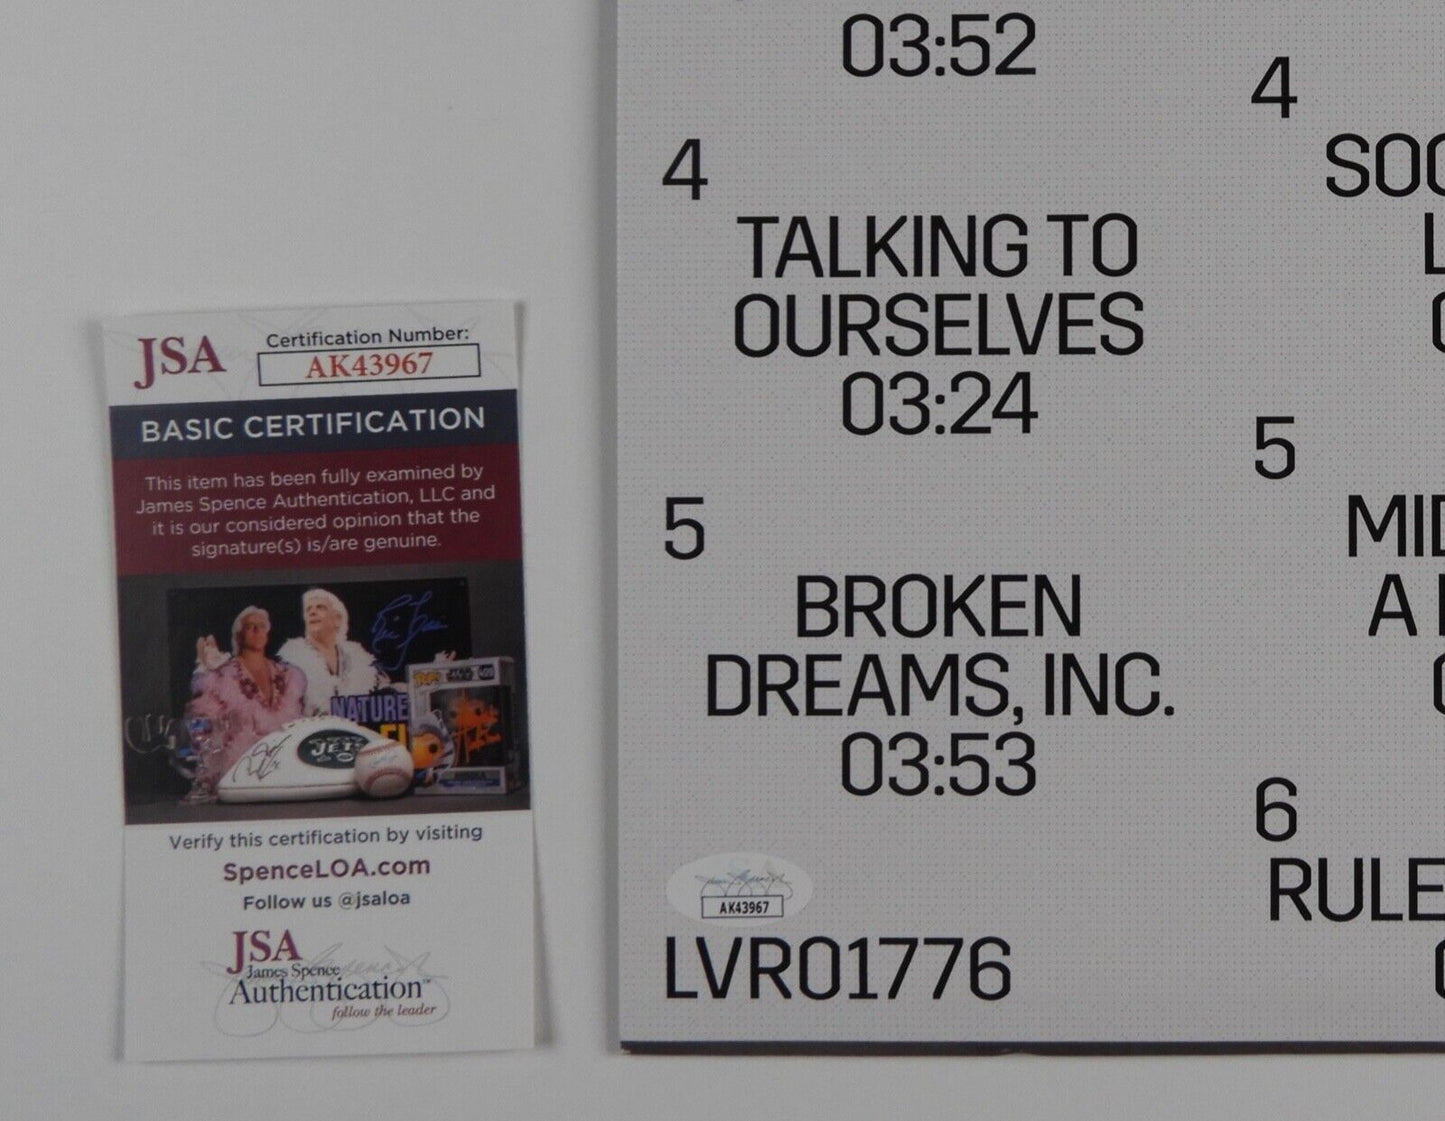 JSA
Certification Number:
AK43967
BASIC CERTIFICATION
This item has been fully examined by
James Spence Authentication, LLC and
it is our considered opinion that the
signature(s) is/are genuine.
NATURE
JETS
Verify this certification by visiting
SpenceLOA.com
Follow us @jsaloa
JSA
James Spence
Authentication™
follow the leader
03:52
4
TALKING TO
OURSELVES
03:24
5
BROKEN
DREAMS, INC.
03:53
AK43967
LVR01776
4
SO
L
5
MI
A
6
RULE